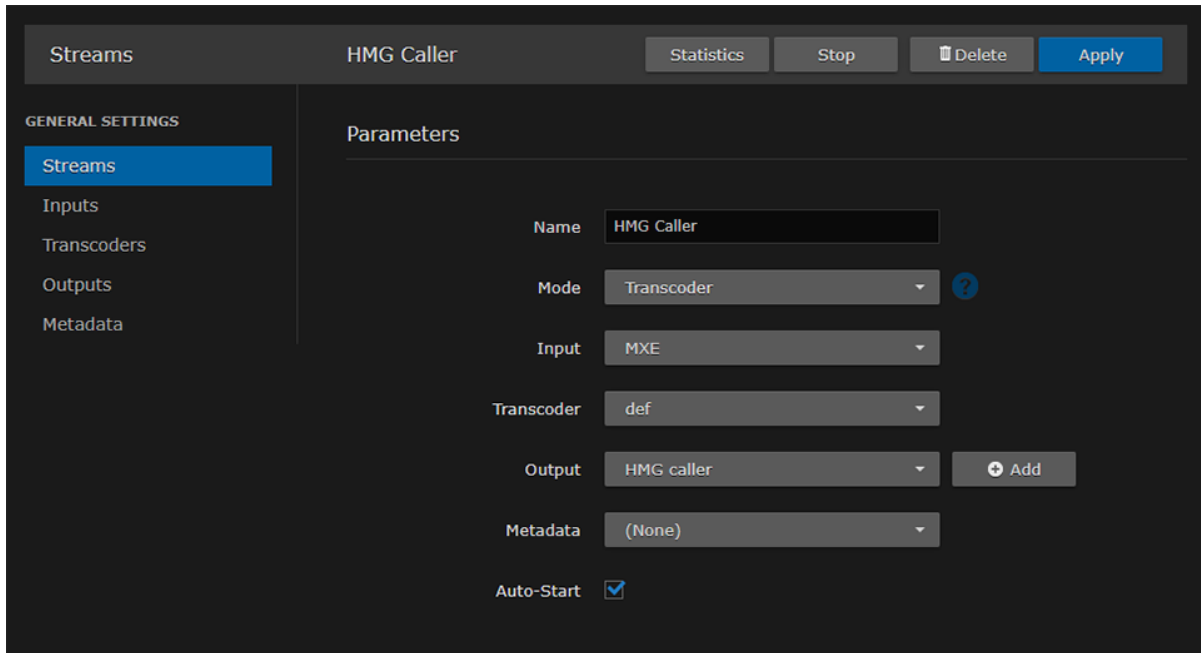 Streams HMG Caller Statistics Stop Delete Apply
GENERAL SETTINGS
Streams
Inputs
Transcoders
Outputs
Metadata
Parameters
Name HMG Caller
Mode Transcoder ?
Input MXE
Transcoder def
Output HMG caller Add
Metadata (None)
Auto-Start